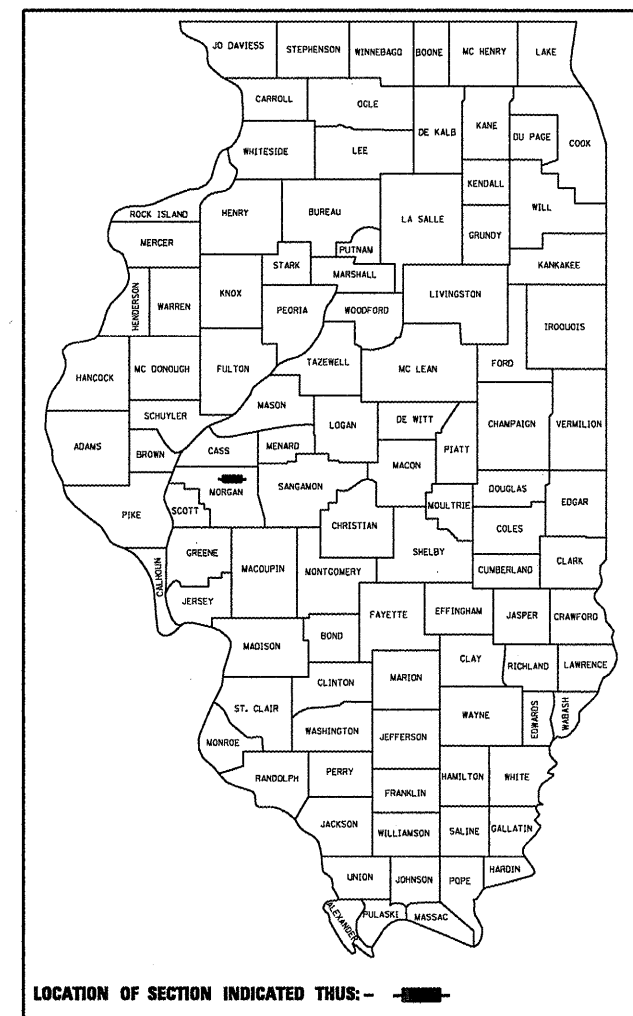 JO DAVIESS
STEPHENSON
WINNEBAGO
BOONE
MC HENRY
LAKE
CARROLL
OGLE
DE KALB
KANE
DU PAGE
COOK
WHITESIDE
LEE
KENDALL
WILL
ROCK ISLAND
HENRY
BUREAU
LA SALLE
GRUNDY
MERCER
PUTNAM
STARK
MARSHALL
KANKAKEE
HENDERSON
WARREN
KNOX
PEORIA
WOODFORD
LIVINGSTON
IROQUOIS
HANCOCK
MC DONOUGH
FULTON
TAZEWELL
MC LEAN
FORD
SCHUYLER
MASON
LOGAN
DE WITT
CHAMPAIGN
VERMILION
ADAMS
BROWN
CASS
MENARD
MACON
PIATT
MORGAN
SANGAMON
DOUGLAS
EDGAR
PIKE
SCOTT
CHRISTIAN
MOULTRIE
COLES
GREENE
MACOUPIN
MONTGOMERY
SHELBY
CUMBERLAND
CLARK
CALHOUN
JERSEY
FAYETTE
EFFINGHAM
JASPER
CRAWFORD
MADISON
BOND
CLAY
RICHLAND
LAWRENCE
CLINTON
MARION
ST. CLAIR
WAYNE
EDWARDS
WABASH
WASHINGTON
JEFFERSON
MONROE
RANDOLPH
PERRY
HAMILTON
WHITE
FRANKLIN
JACKSON
WILLIAMSON
SALINE
GALLATIN
UNION
JOHNSON
POPE
HARDIN
ALEXANDER
PULASKI
MASSAC
LOCATION OF SECTION INDICATED THUS: -